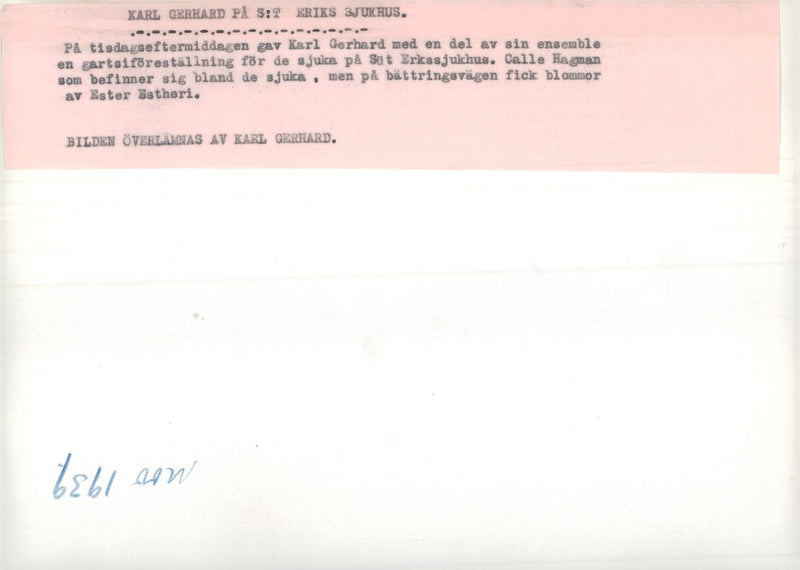 KARL GERHARD PÅ S:T ERIKS SJUKHUS.
På tisdagseftermiddagen gav Karl Gerhard med en del av sin ensemble
en gartsiföreställning för de sjuka på S:t Erkssjukhus. Calle Hagman
som befinner sig bland de sjuka , men på bättringsvägen fick blommor
av Ester Estheri.
BILDEN ÖVERLÄMNAS AV KARL GERHARD.
nov 1939